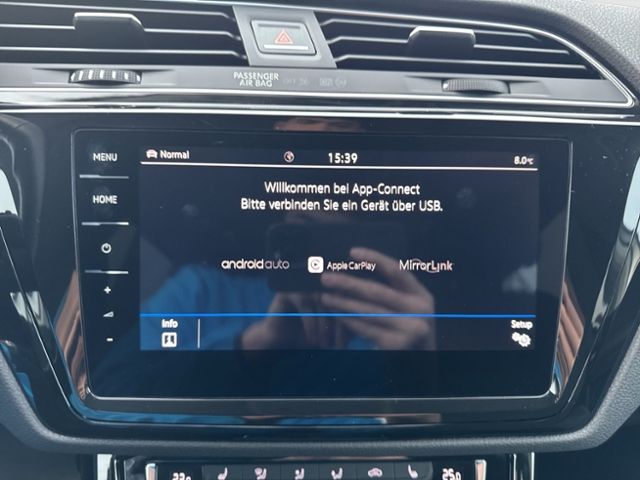 PASSENGER
AIR BAG
MENU
Normal
15:39
8.0°C
HOME
Willkommen bei App-Connect
Bitte verbinden Sie ein Gerät über USB.
androidauto
Apple CarPlay
MirrorLink
+
-
Info
Setup